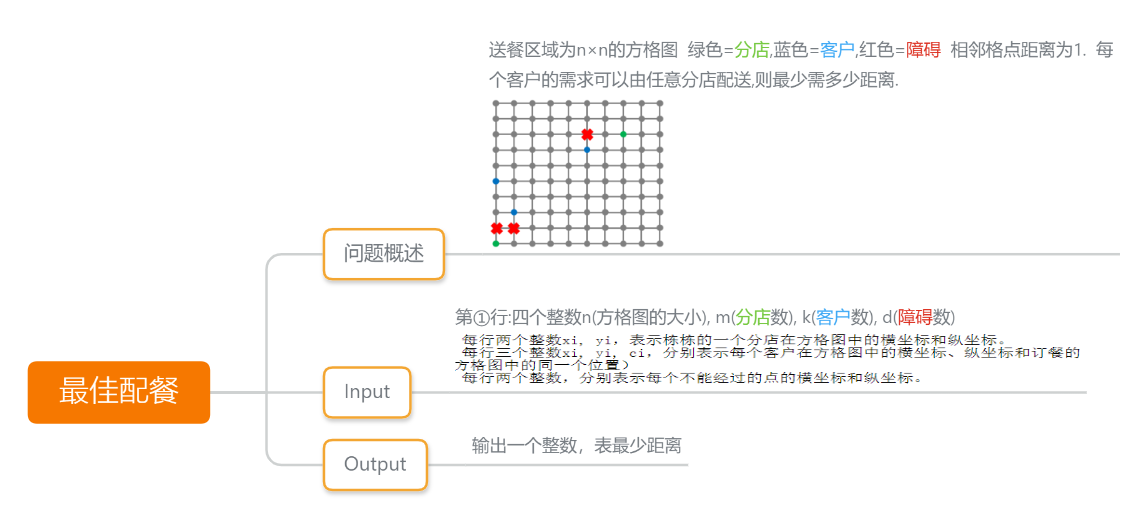 送餐区域为n×n的方格图 绿色=分店,蓝色=客户,红色=障碍 相邻格点距离为1. 每
个客户的需求可以由任意分店配送,则最少需多少距离.
问题概述
第①行:四个整数n(方格图的大小), m(分店数), k(客户数), d(障碍数)
每行两个整数xi, yi，表示栋栋的一个分店在方格图中的横坐标和纵坐标。
每行三个整数xi, yi, ci，分别表示每个客户在方格图中的横坐标、纵坐标和订餐的
方格图中的同一个位置）
每行两个整数，分别表示每个不能经过的点的横坐标和纵坐标。
最佳配餐
Input
输出一个整数，表最少距离
Output